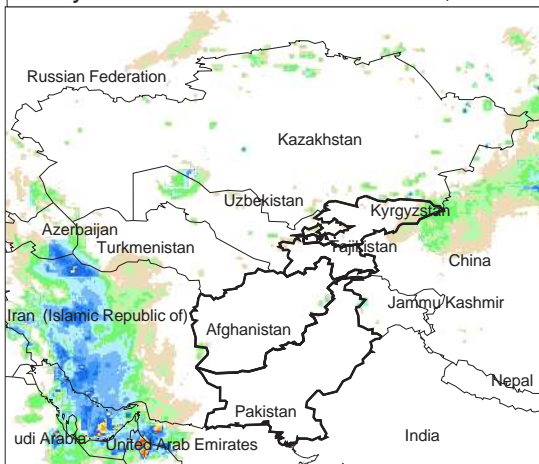 Russian Federation
Kazakhstan
Uzbekistan
Kyrgyzstan
Azerbaijan
Turkmenistan
Tajikistan
China
Jammu/Kashmir
Iran (Islamic Republic of)
Afghanistan
Nepal
Pakistan
udi Arabia
United Arab Emirates
India